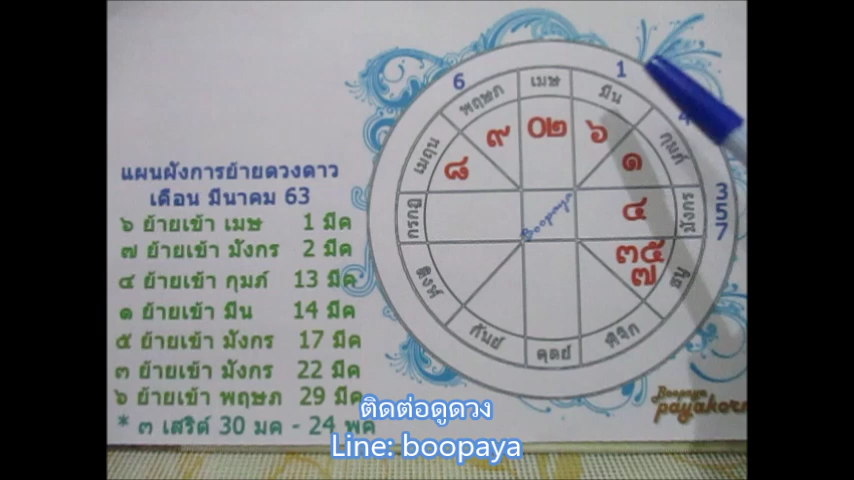 แผนผังการย้ายดวงดาว
เดือน มีนาคม 63
๖ ย้ายเข้า เมษ 1 มีค
๗ ย้ายเข้า มังกร 2 มีค
๔ ย้ายเข้า กุมภ์ 13 มีค
๑ ย้ายเข้า มีน 14 มีค
๕ ย้ายเข้า มังกร 17 มีค
๓ ย้ายเข้า มังกร 22 มีค
๖ ย้ายเข้า พฤษภ 29 มีค
* ๓ เสริด์ 30 มค - 24 พค
6
1
4
3
5
7
พฤษภ
เมษ
มีน
เมถุน
กุมภ์
กรกฎ
มังกร
สิงห์
ธนู
กันย์
ตุลย์
พิจิก
๙
๐๒
๖
๘
๑
๔
๓๕
๗
Boopaya
Boopaya
payakorn
ติดต่อดูดวง
Line: boopaya